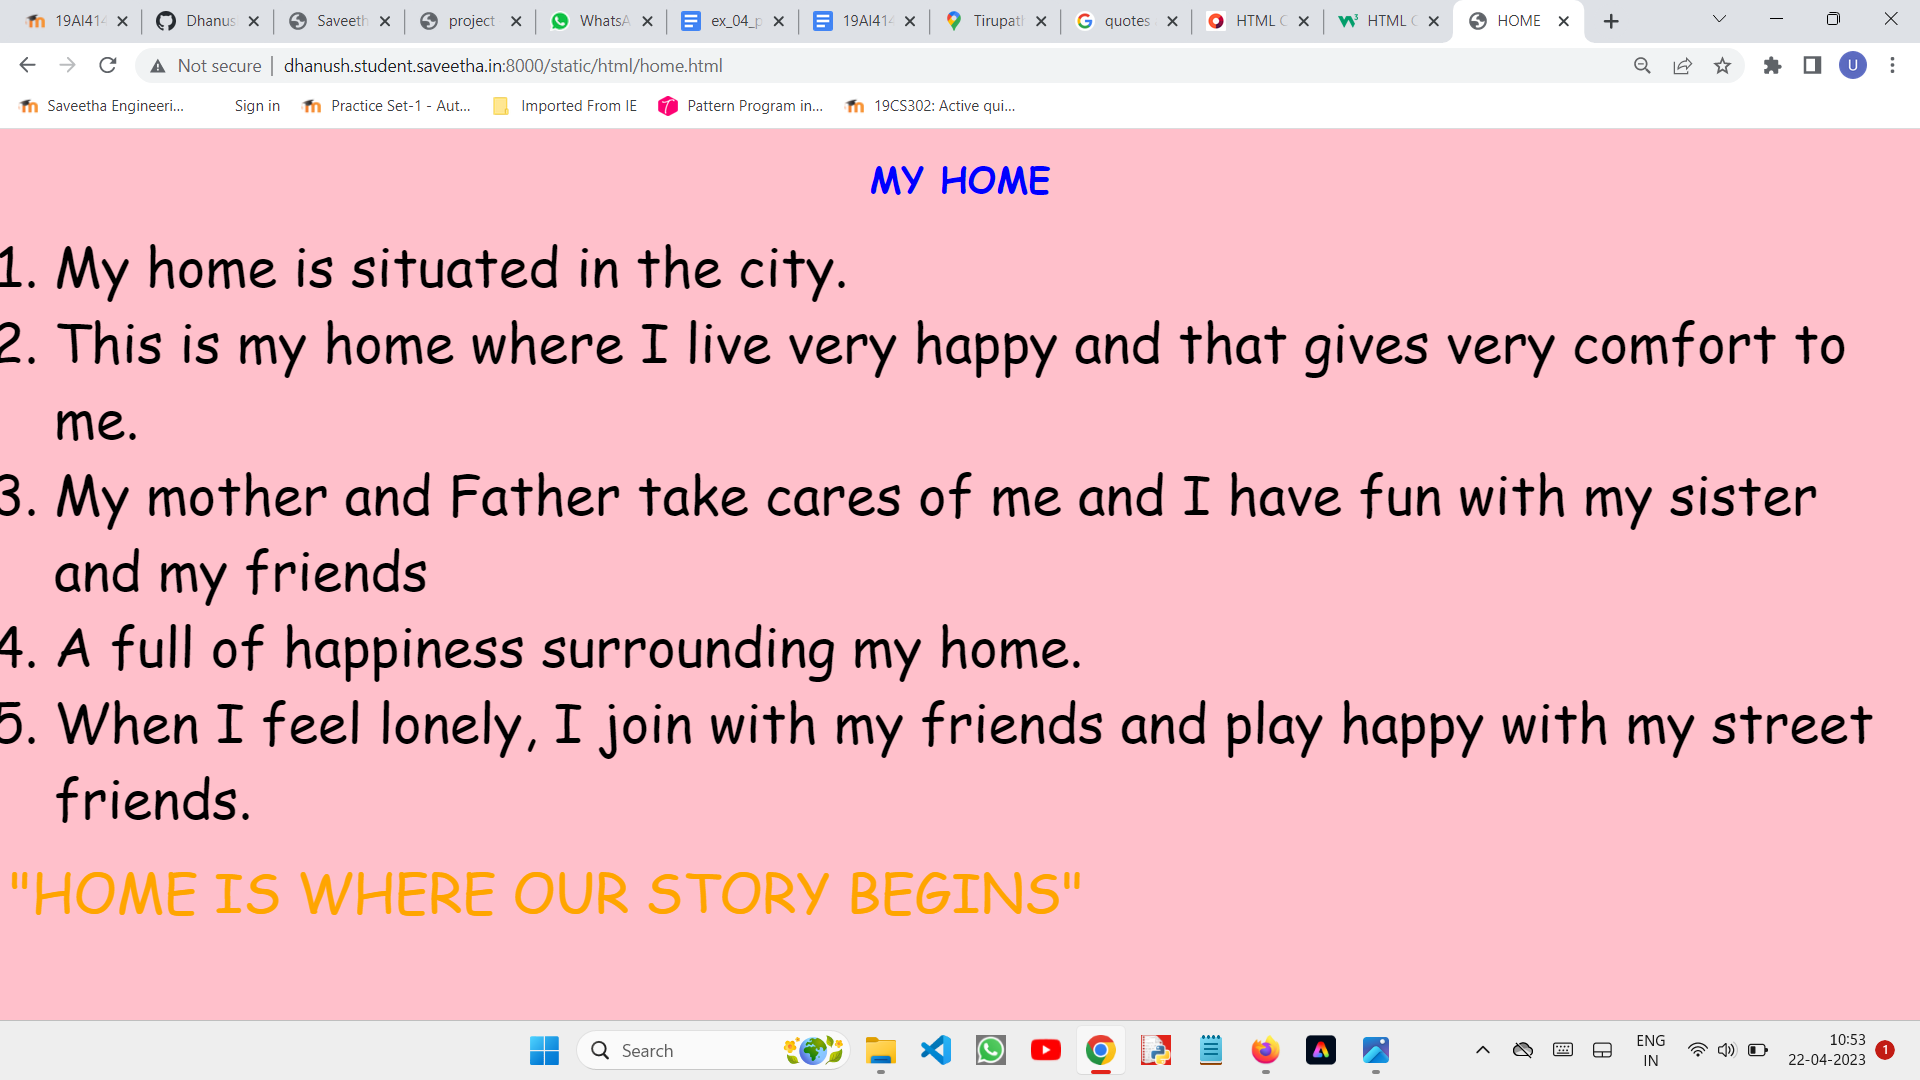 19AI414
Dhanus
Saveeth
project
WhatsA
ex_04_p
19AI414
Tirupath
quotes
HTML C
HTML C
HOME
Not secure
dhanush.student.saveetha.in:8000/static/html/home.html
U
Saveetha Engineeri...
Sign in
Practice Set-1 - Aut...
Imported From IE
Pattern Program in...
19CS302: Active qui...
MY HOME
1. My home is situated in the city.
2. This is my home where I live very happy and that gives very comfort to
me.
3. My mother and Father take cares of me and I have fun with my sister
and my friends
4. A full of happiness surrounding my home.
5. When I feel lonely, I join with my friends and play happy with my street
friends.
"HOME IS WHERE OUR STORY BEGINS"
Search
ENG
IN
10:53
22-04-2023
1